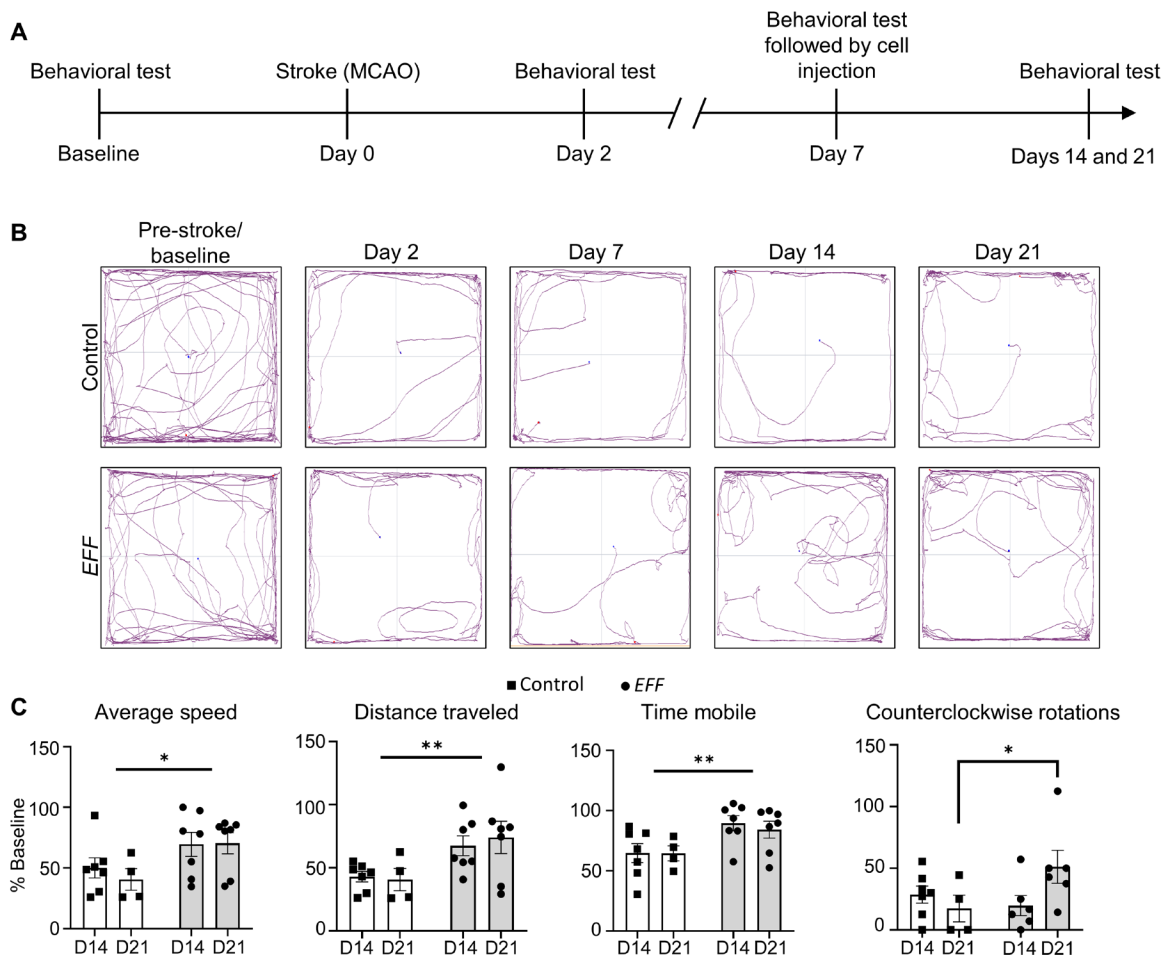 A
Behavioral test
Stroke (MCAO)
Behavioral test
Behavioral test
followed by cell
injection
Behavioral test
Baseline
Day 0
Day 2
Day 7
Days 14 and 21
B
Pre-stroke/
baseline
Day 2
Day 7
Day 14
Day 21
Control
EFF
Control
EFF
C
Average speed
Distance traveled
Time mobile
Counterclockwise rotations
% Baseline
150
100
50
0
*
D14 D21 D14 D21
150
100
50
0
**
D14 D21 D14 D21
150
100
50
0
**
D14 D21 D14 D21
150
100
50
0
*
D14 D21 D14 D21